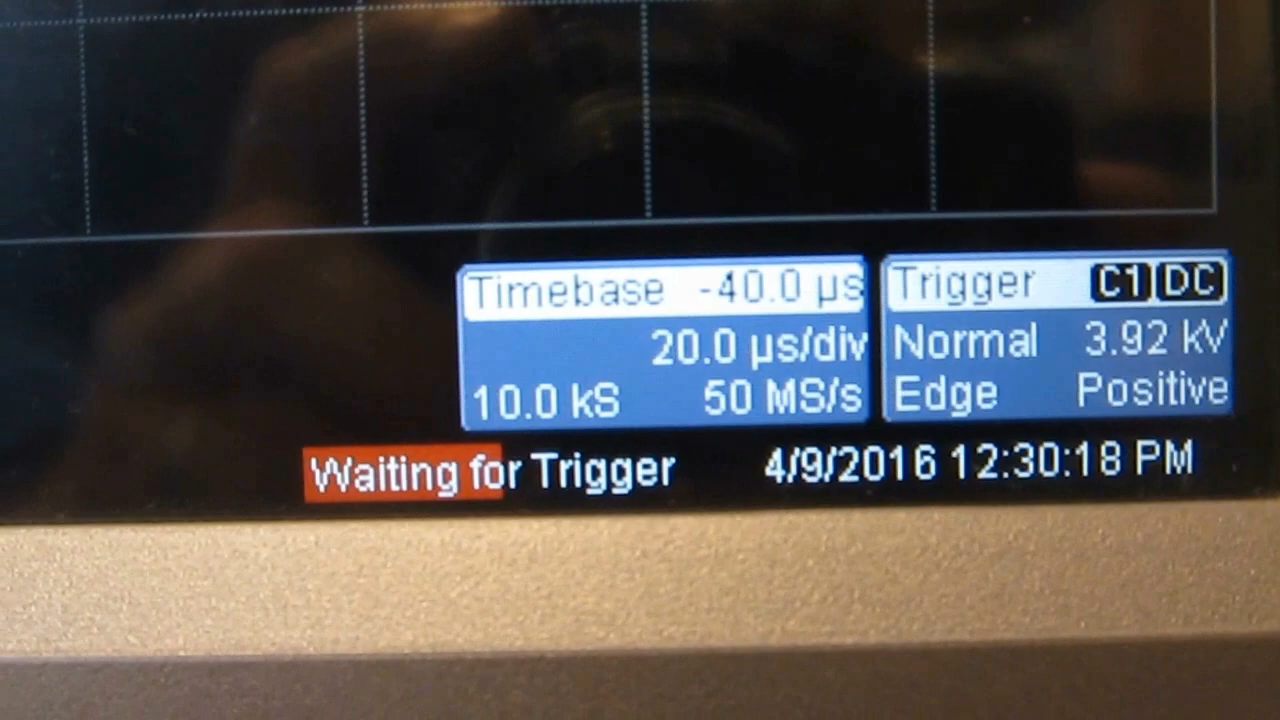 Timebase -40.0 µs
20.0 µs/div
10.0 kS 50 MS/s
Trigger C1 DC
Normal 3.92 kV
Edge Positive
Waiting for Trigger 4/9/2016 12:30:18 PM